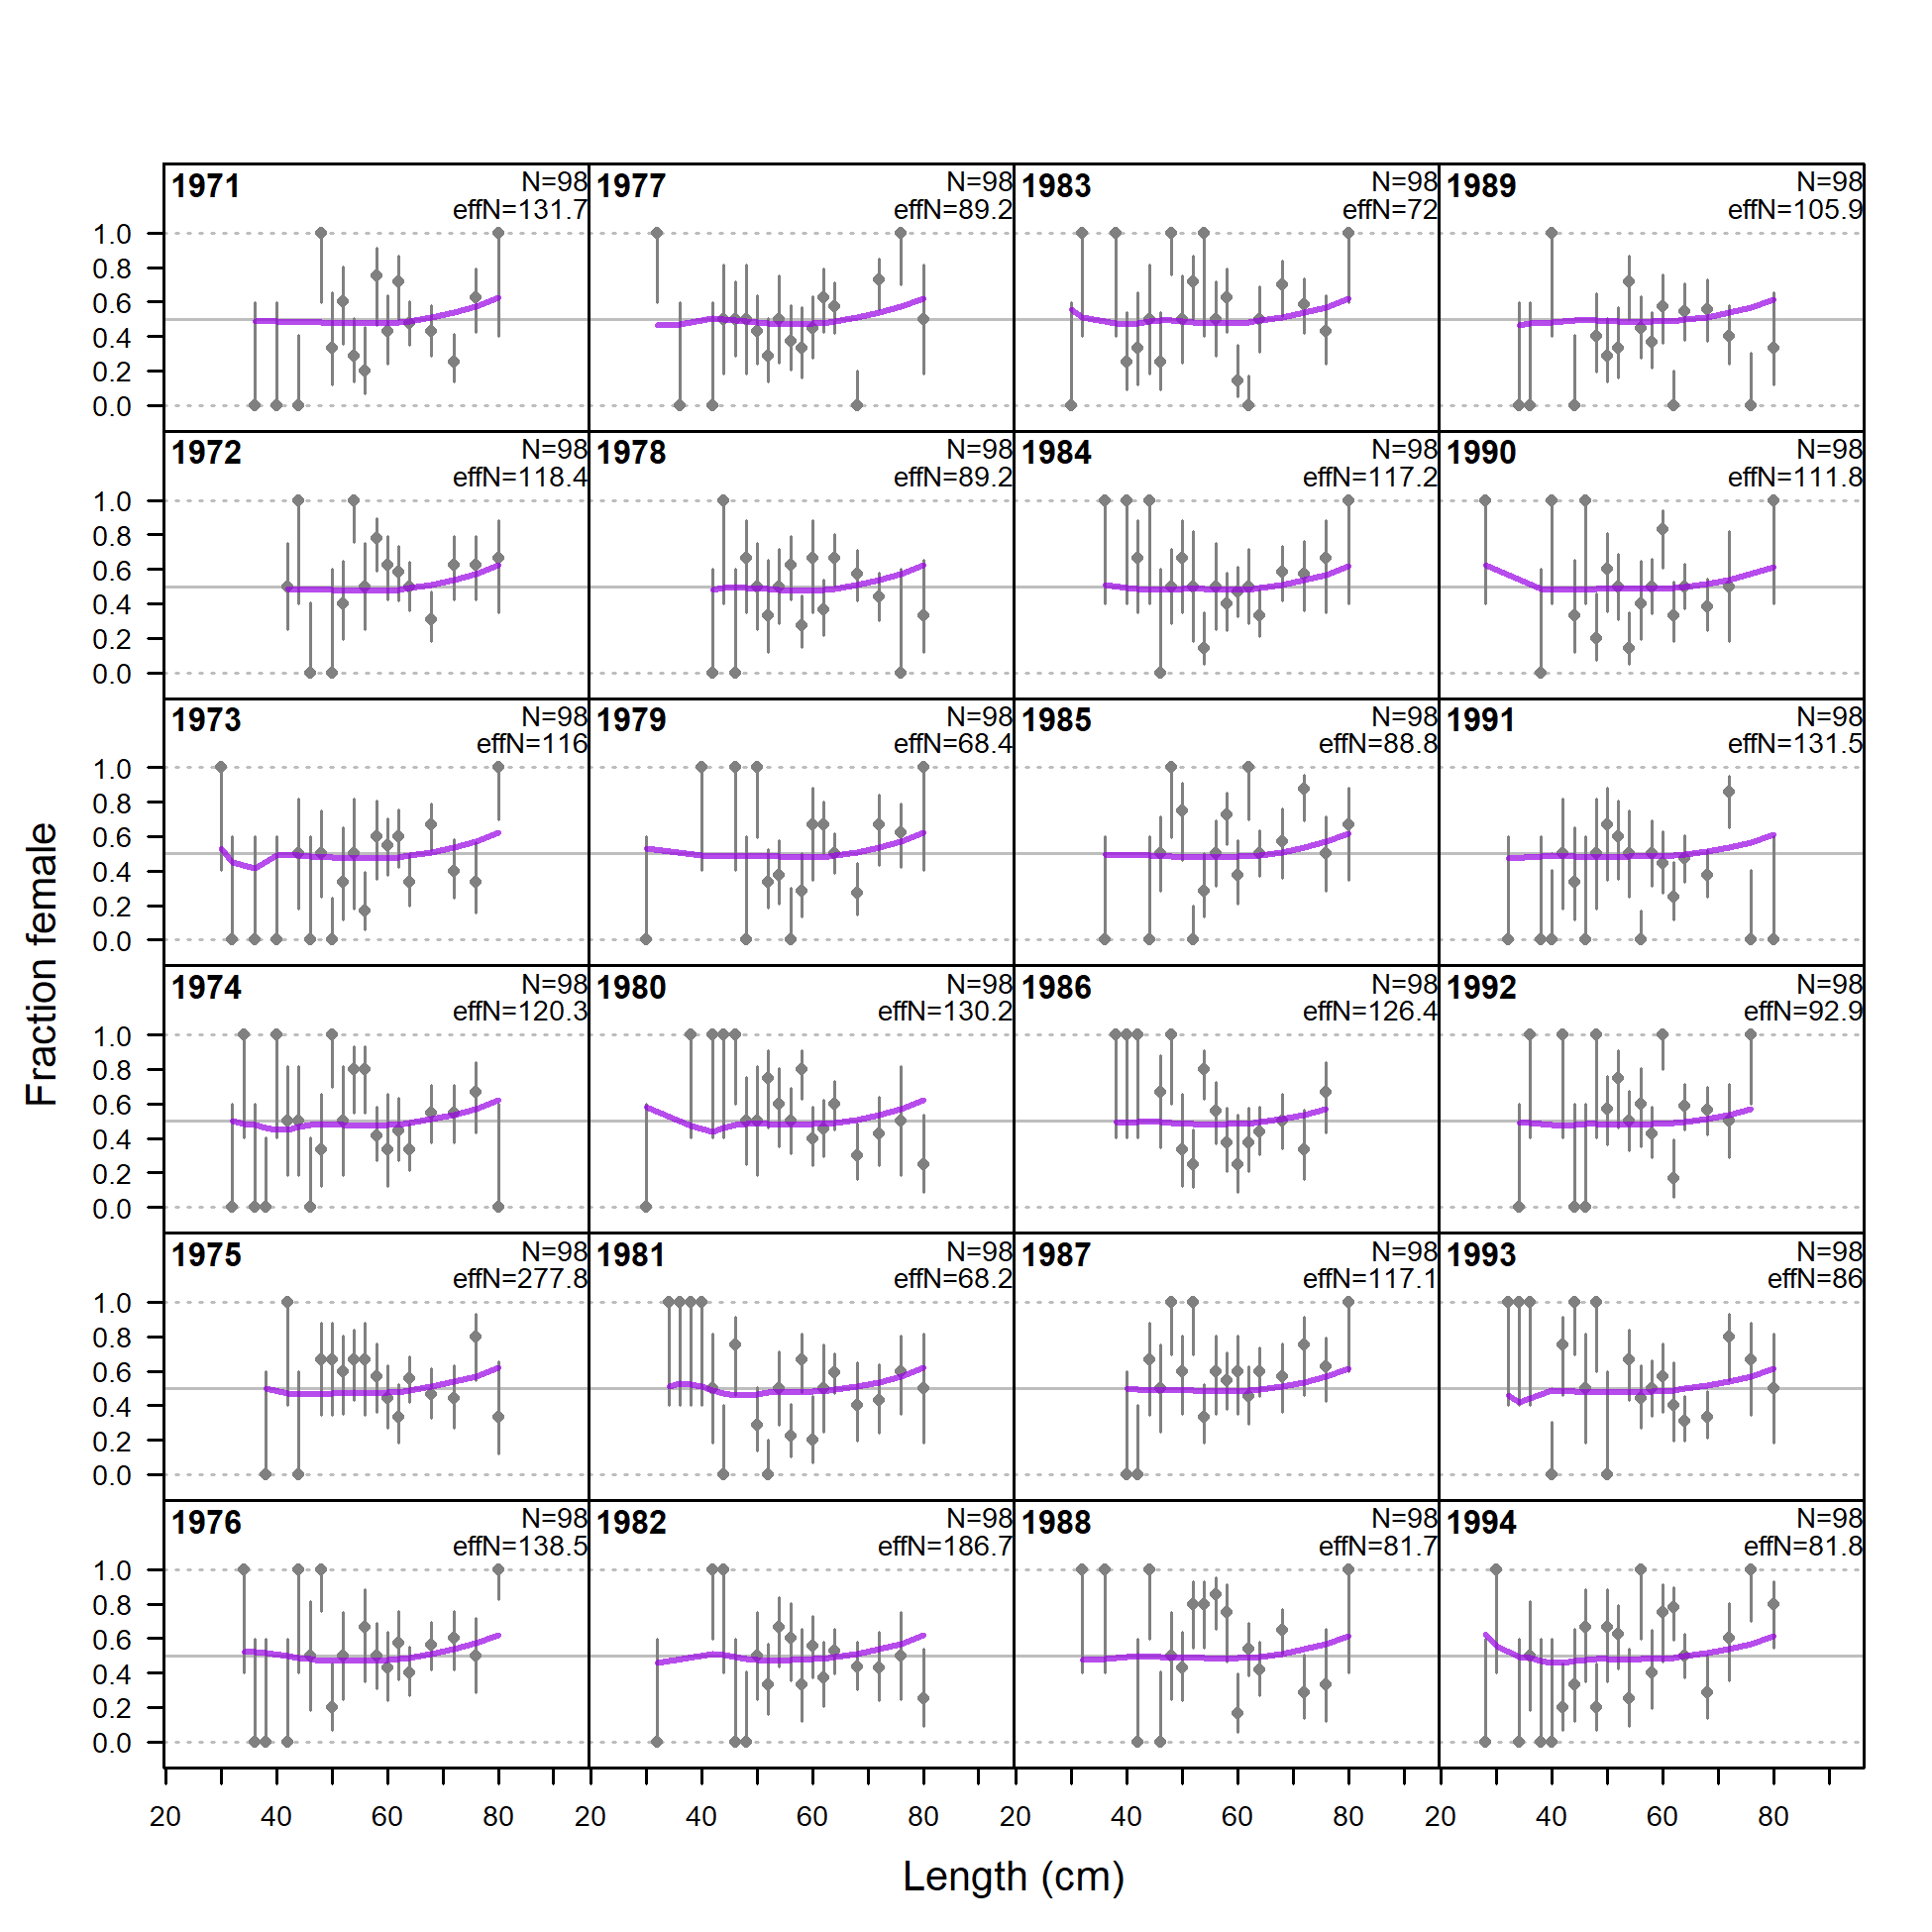 1971 N=98 1977 N=98 1983 N=98 1989 N=98
effN=131.7 effN=89.2 effN=72 effN=105.9
1.0
0.8
0.6
0.4
0.2
0.0
1972 N=98 1978 N=98 1984 N=98 1990 N=98
effN=118.4 effN=89.2 effN=117.2 effN=111.8
1.0
0.8
0.6
0.4
0.2
0.0
1973 N=98 1979 N=98 1985 N=98 1991 N=98
effN=116 effN=68.4 effN=88.8 effN=131.5
1.0
0.8
0.6
0.4
0.2
0.0
Fraction female
1974 N=98 1980 N=98 1986 N=98 1992 N=98
effN=120.3 effN=130.2 effN=126.4 effN=92.9
1.0
0.8
0.6
0.4
0.2
0.0
1975 N=98 1981 N=98 1987 N=98 1993 N=98
effN=277.8 effN=68.2 effN=117.1 effN=86
1.0
0.8
0.6
0.4
0.2
0.0
1976 N=98 1982 N=98 1988 N=98 1994 N=98
effN=138.5 effN=186.7 effN=81.7 effN=81.8
1.0
0.8
0.6
0.4
0.2
0.0
20 40 60 80 20 40 60 80 20 40 60 80 20 40 60 80
Length (cm)